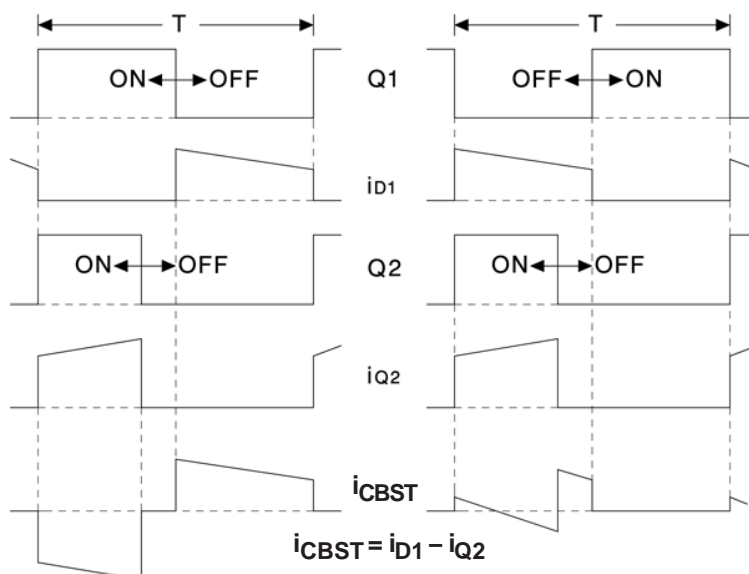 T T
ON OFF Q1 OFF ON
iD1
ON OFF Q2 ON OFF
iQ2
iCBST
iCBST = iD1 – iQ2